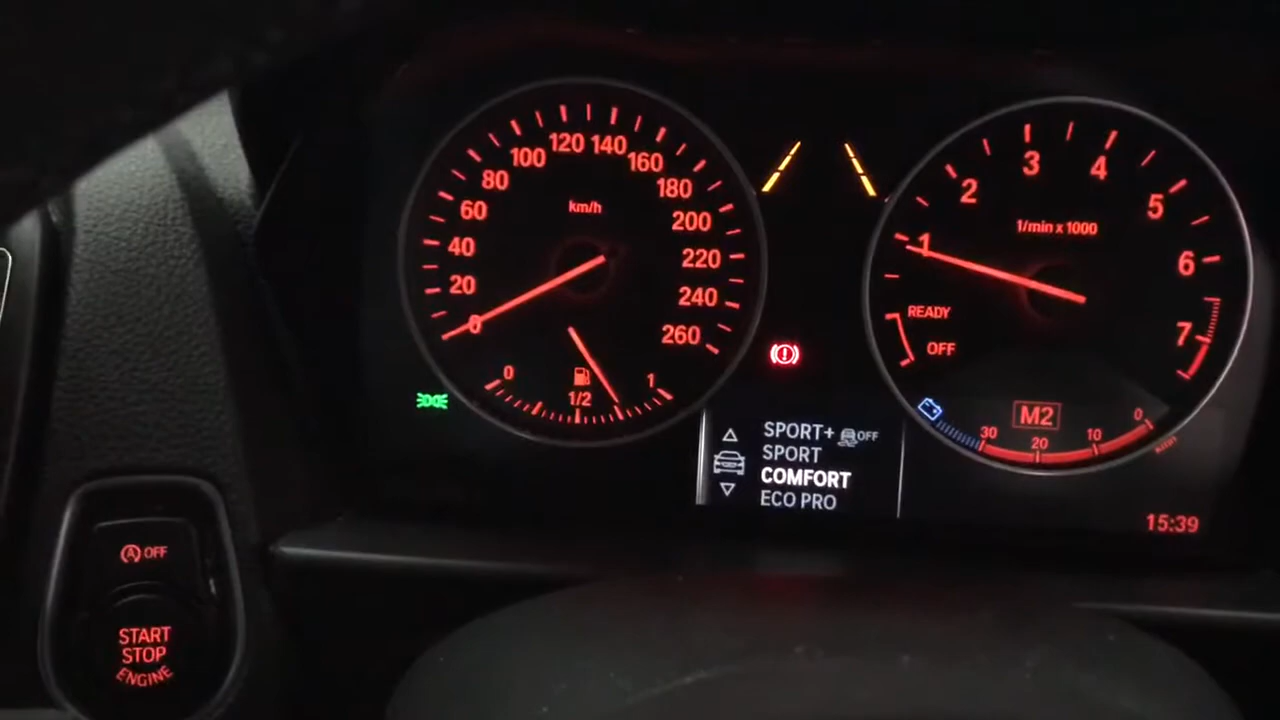 120 140
100 160
80 180
60 200
40 220
20 240
0 260
km/h
0 1/2 1
3 4
2 5
1 6
7
1/min x 1000
READY
OFF
M2
30 20 10 0
SPORT+ OFF
SPORT
COMFORT
ECO PRO
15:39
A OFF
START
STOP
ENGINE